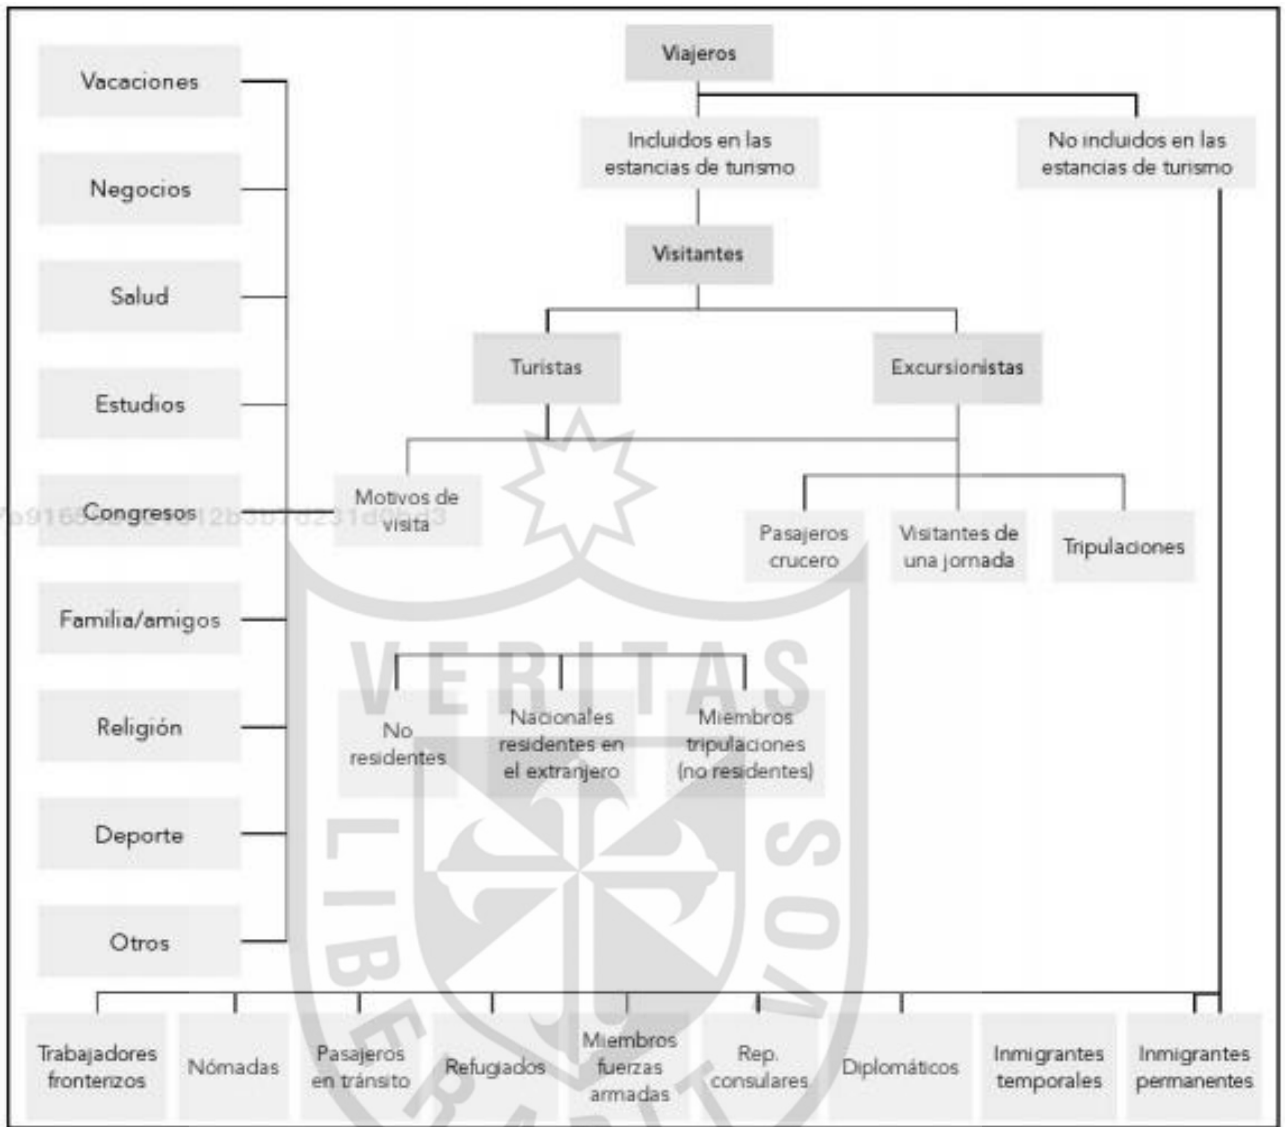 Viajeros
Vacaciones
Incluidos en las
estancias de turismo
No incluidos en las
estancias de turismo
Negocios
Visitantes
Salud
Turistas
Excursionistas
Estudios
Congresos
Motivos de
visita
Pasajeros
crucero
Visitantes de
una jornada
Tripulaciones
Familia/amigos
VERITAS
Religión
No
residentes
Nacionales
residentes en
el extranjero
Miembros
tripulaciones
(no residentes)
Deporte
Otros
Trabajadores
fronterizos
Nómadas
Pasajeros
en tránsito
Refugiados
Miembros
fuerzas
armadas
Rep.
consulares
Diplomáticos
Inmigrantes
temporales
Inmigrantes
permanentes